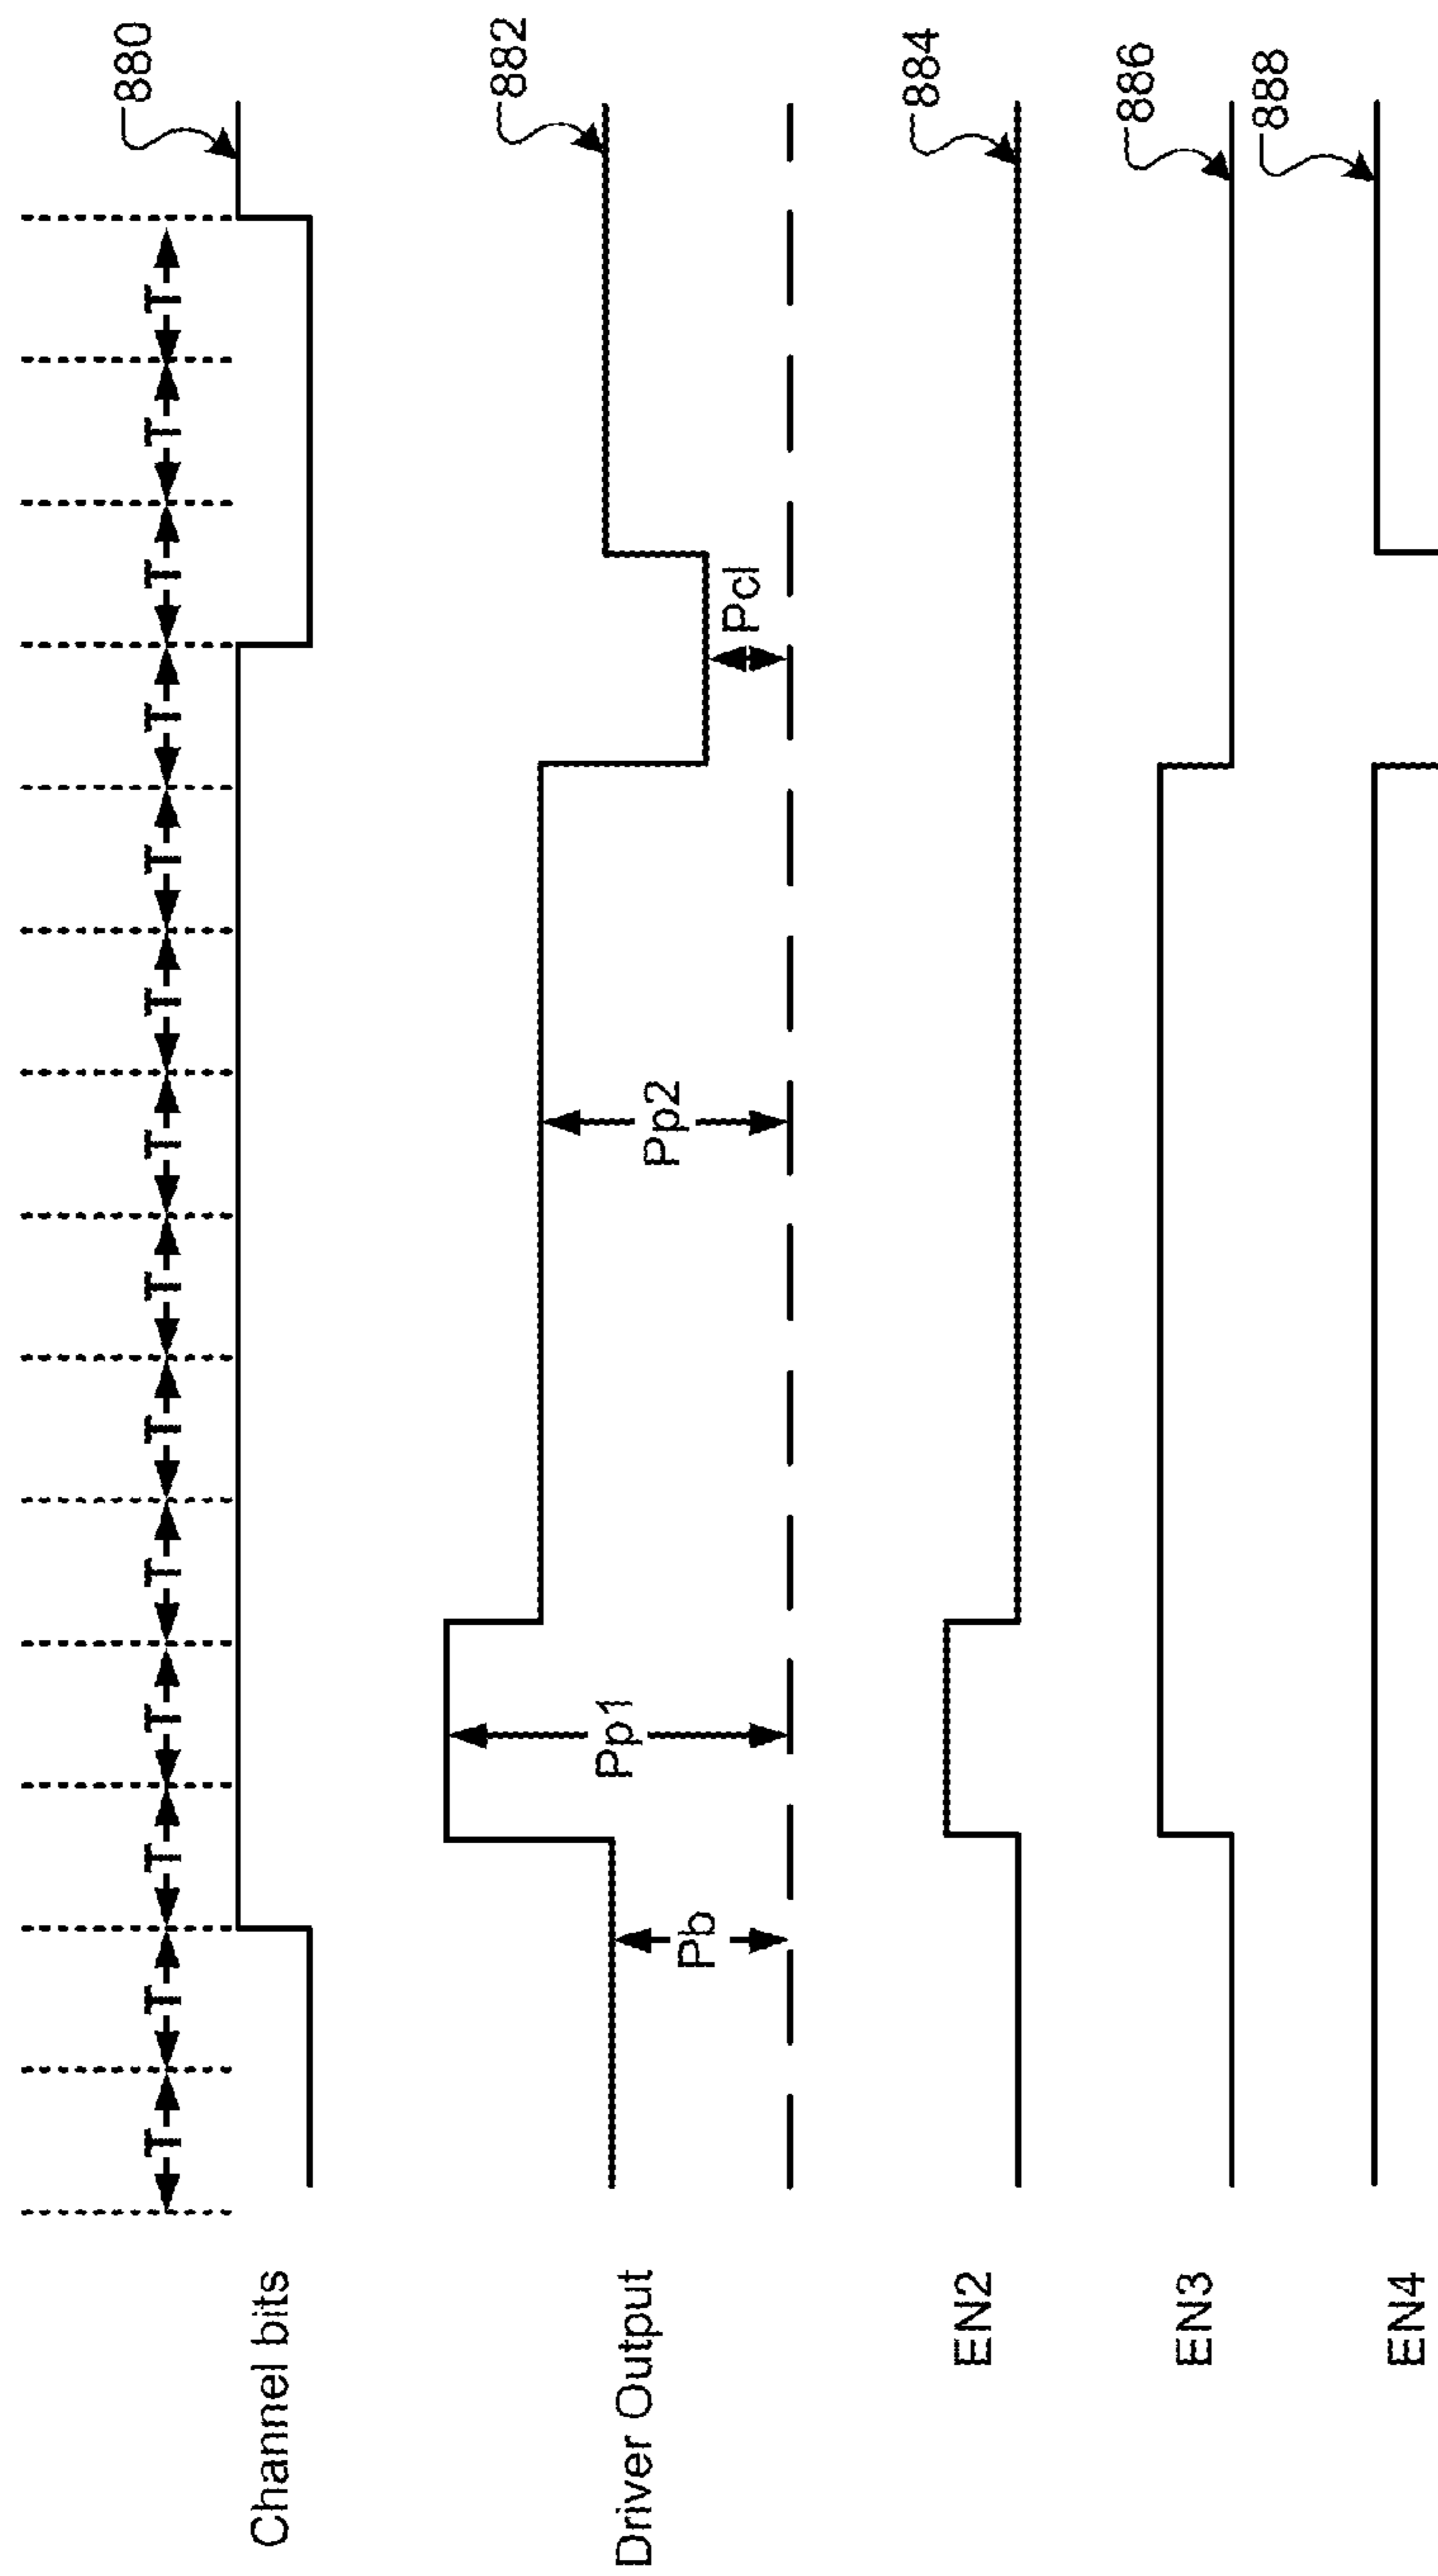 T T T T T T T T T T T T T T
Channel bits
880
Driver Output
Pb
Pp1
Pp2
Pcl
882
EN2
884
EN3
886
EN4
888